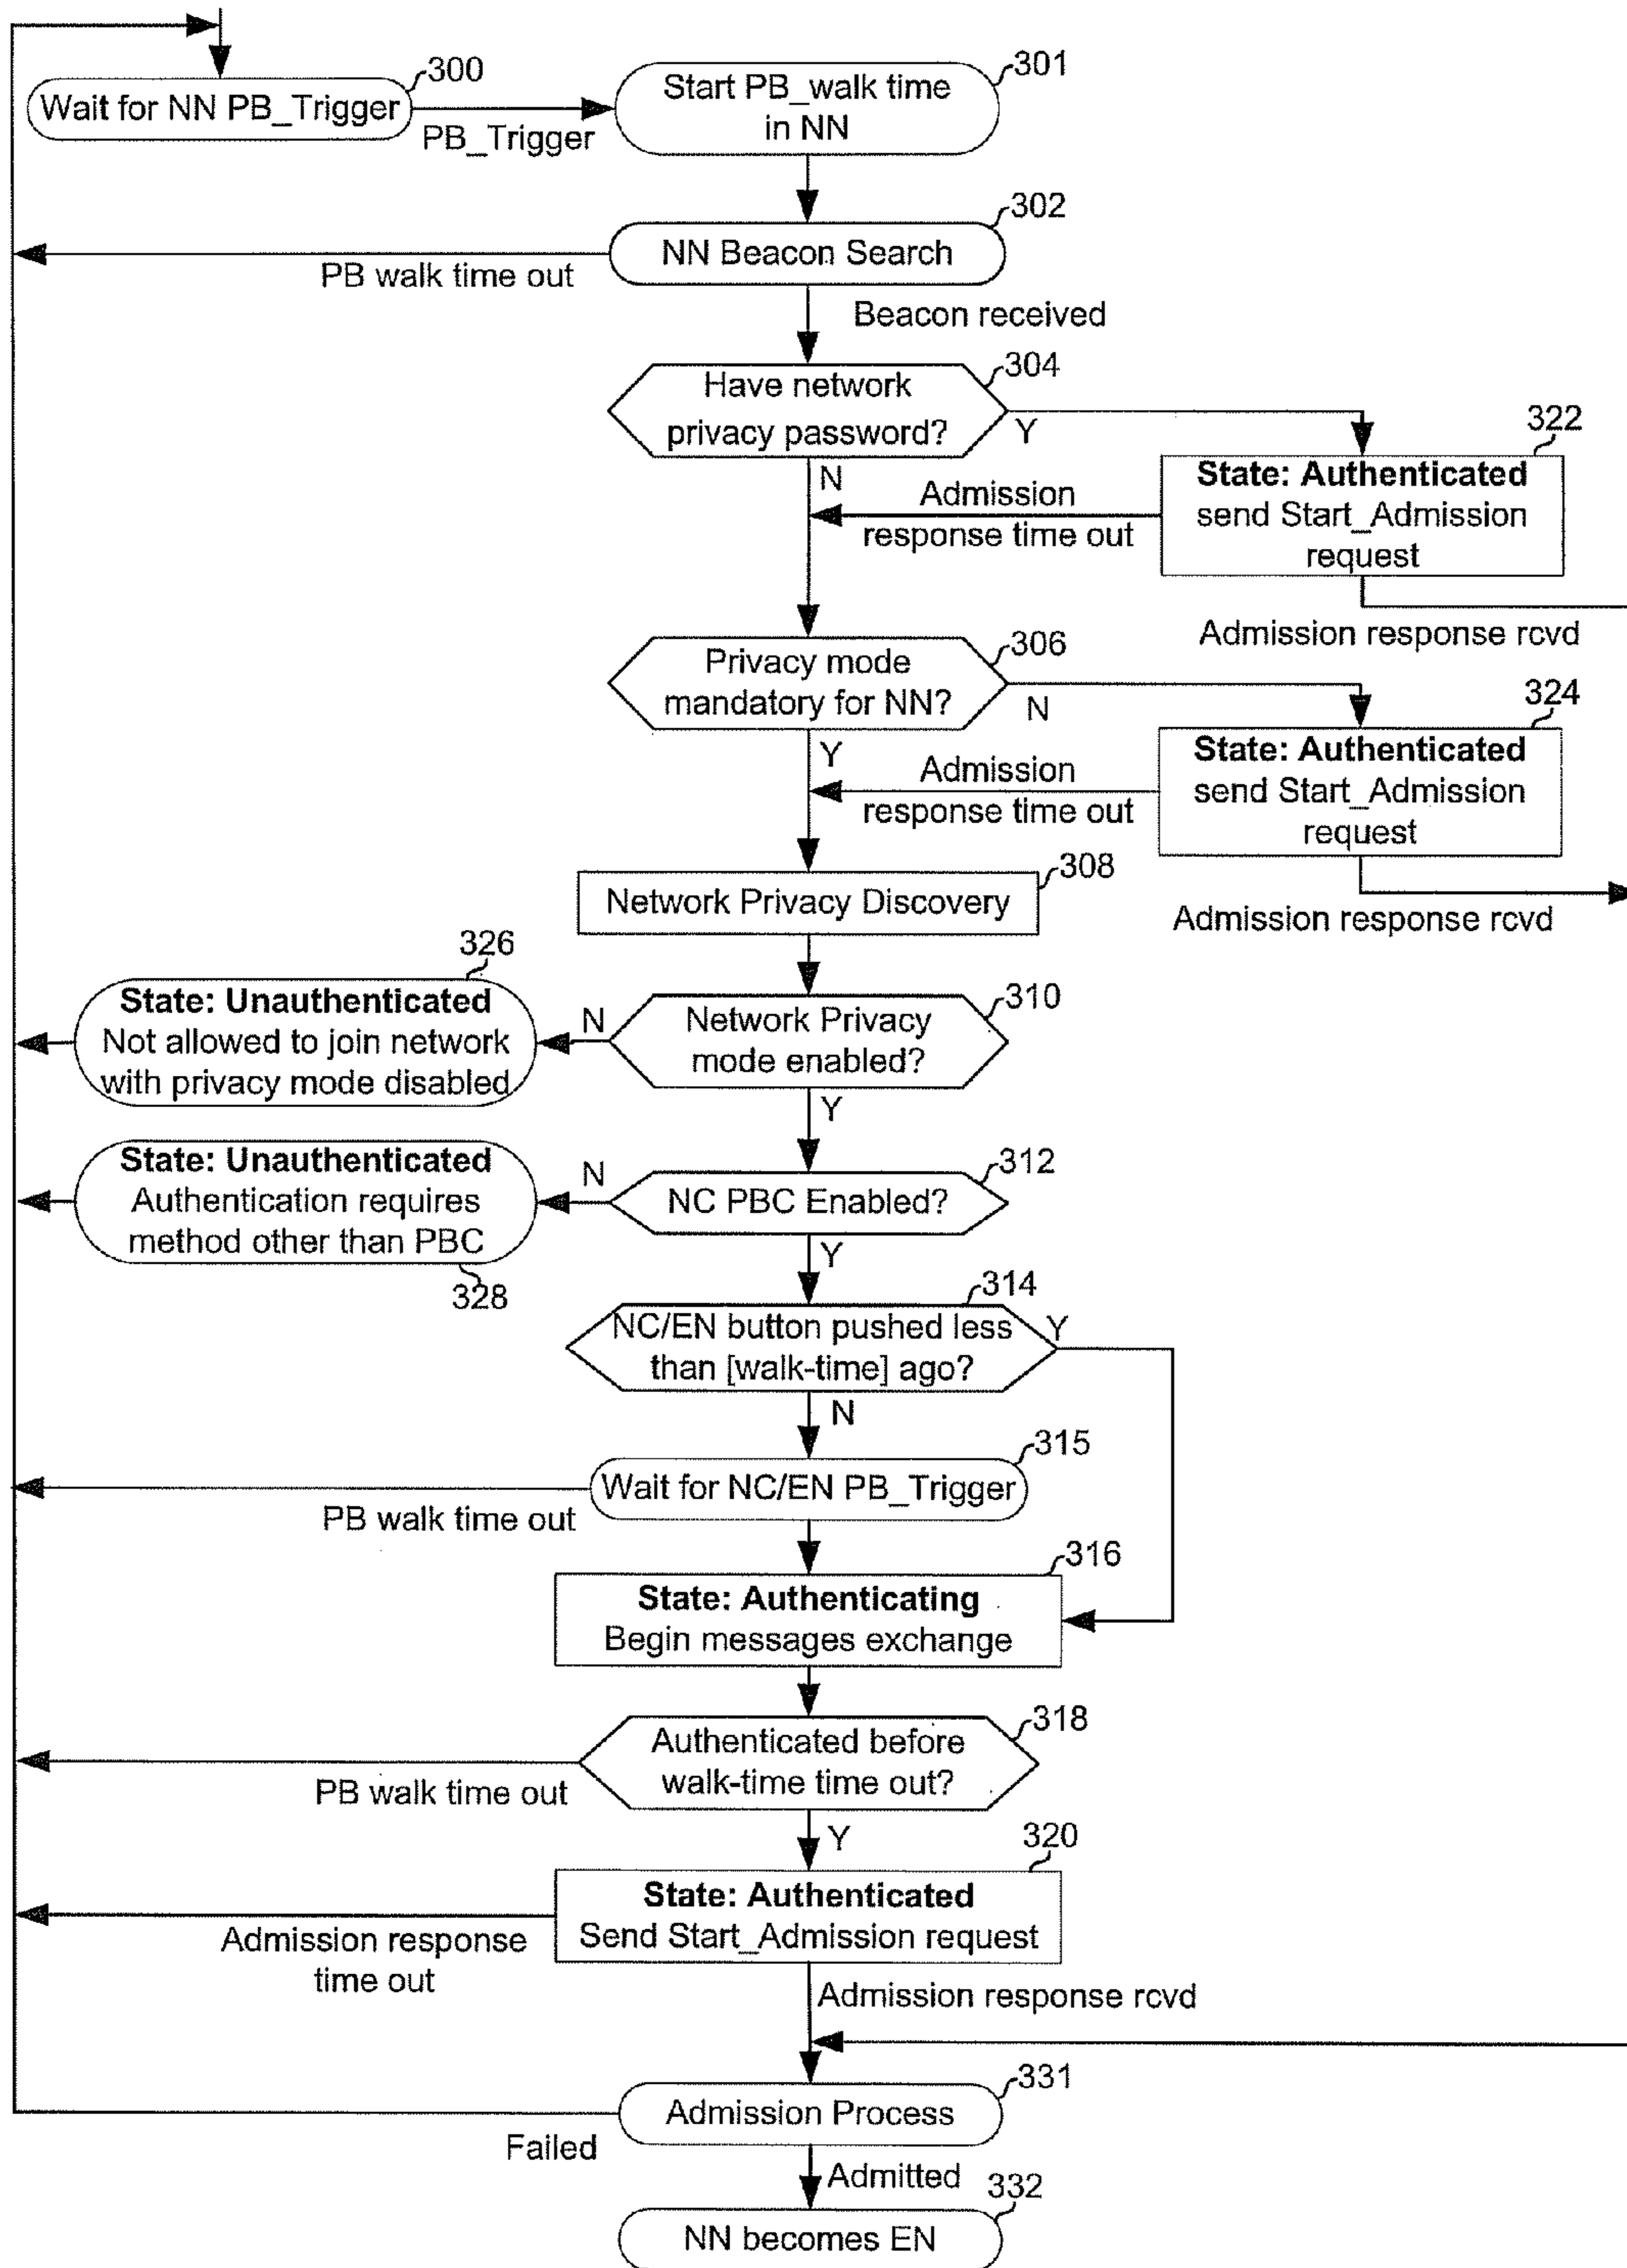 300
Wait for NN PB_Trigger
PB_Trigger
301
Start PB_walk time
in NN
302
NN Beacon Search
PB walk time out
Beacon received
304
Have network
privacy password?
Y
N
322
State: Authenticated
send Start_Admission
request
Admission
response time out
Admission response rcvd
306
Privacy mode
mandatory for NN?
N
Y
324
State: Authenticated
send Start_Admission
request
Admission
response time out
Admission response rcvd
308
Network Privacy Discovery
310
Network Privacy
mode enabled?
N
Y
326
State: Unauthenticated
Not allowed to join network
with privacy mode disabled
312
NC PBC Enabled?
N
Y
State: Unauthenticated
Authentication requires
method other than PBC
328
314
NC/EN button pushed less
than [walk-time] ago?
Y
N
315
Wait for NC/EN PB_Trigger
PB walk time out
316
State: Authenticating
Begin messages exchange
318
Authenticated before
walk-time time out?
PB walk time out
Y
320
State: Authenticated
Send Start_Admission request
Admission response
time out
Admission response rcvd
331
Admission Process
Failed
Admitted
332
NN becomes EN